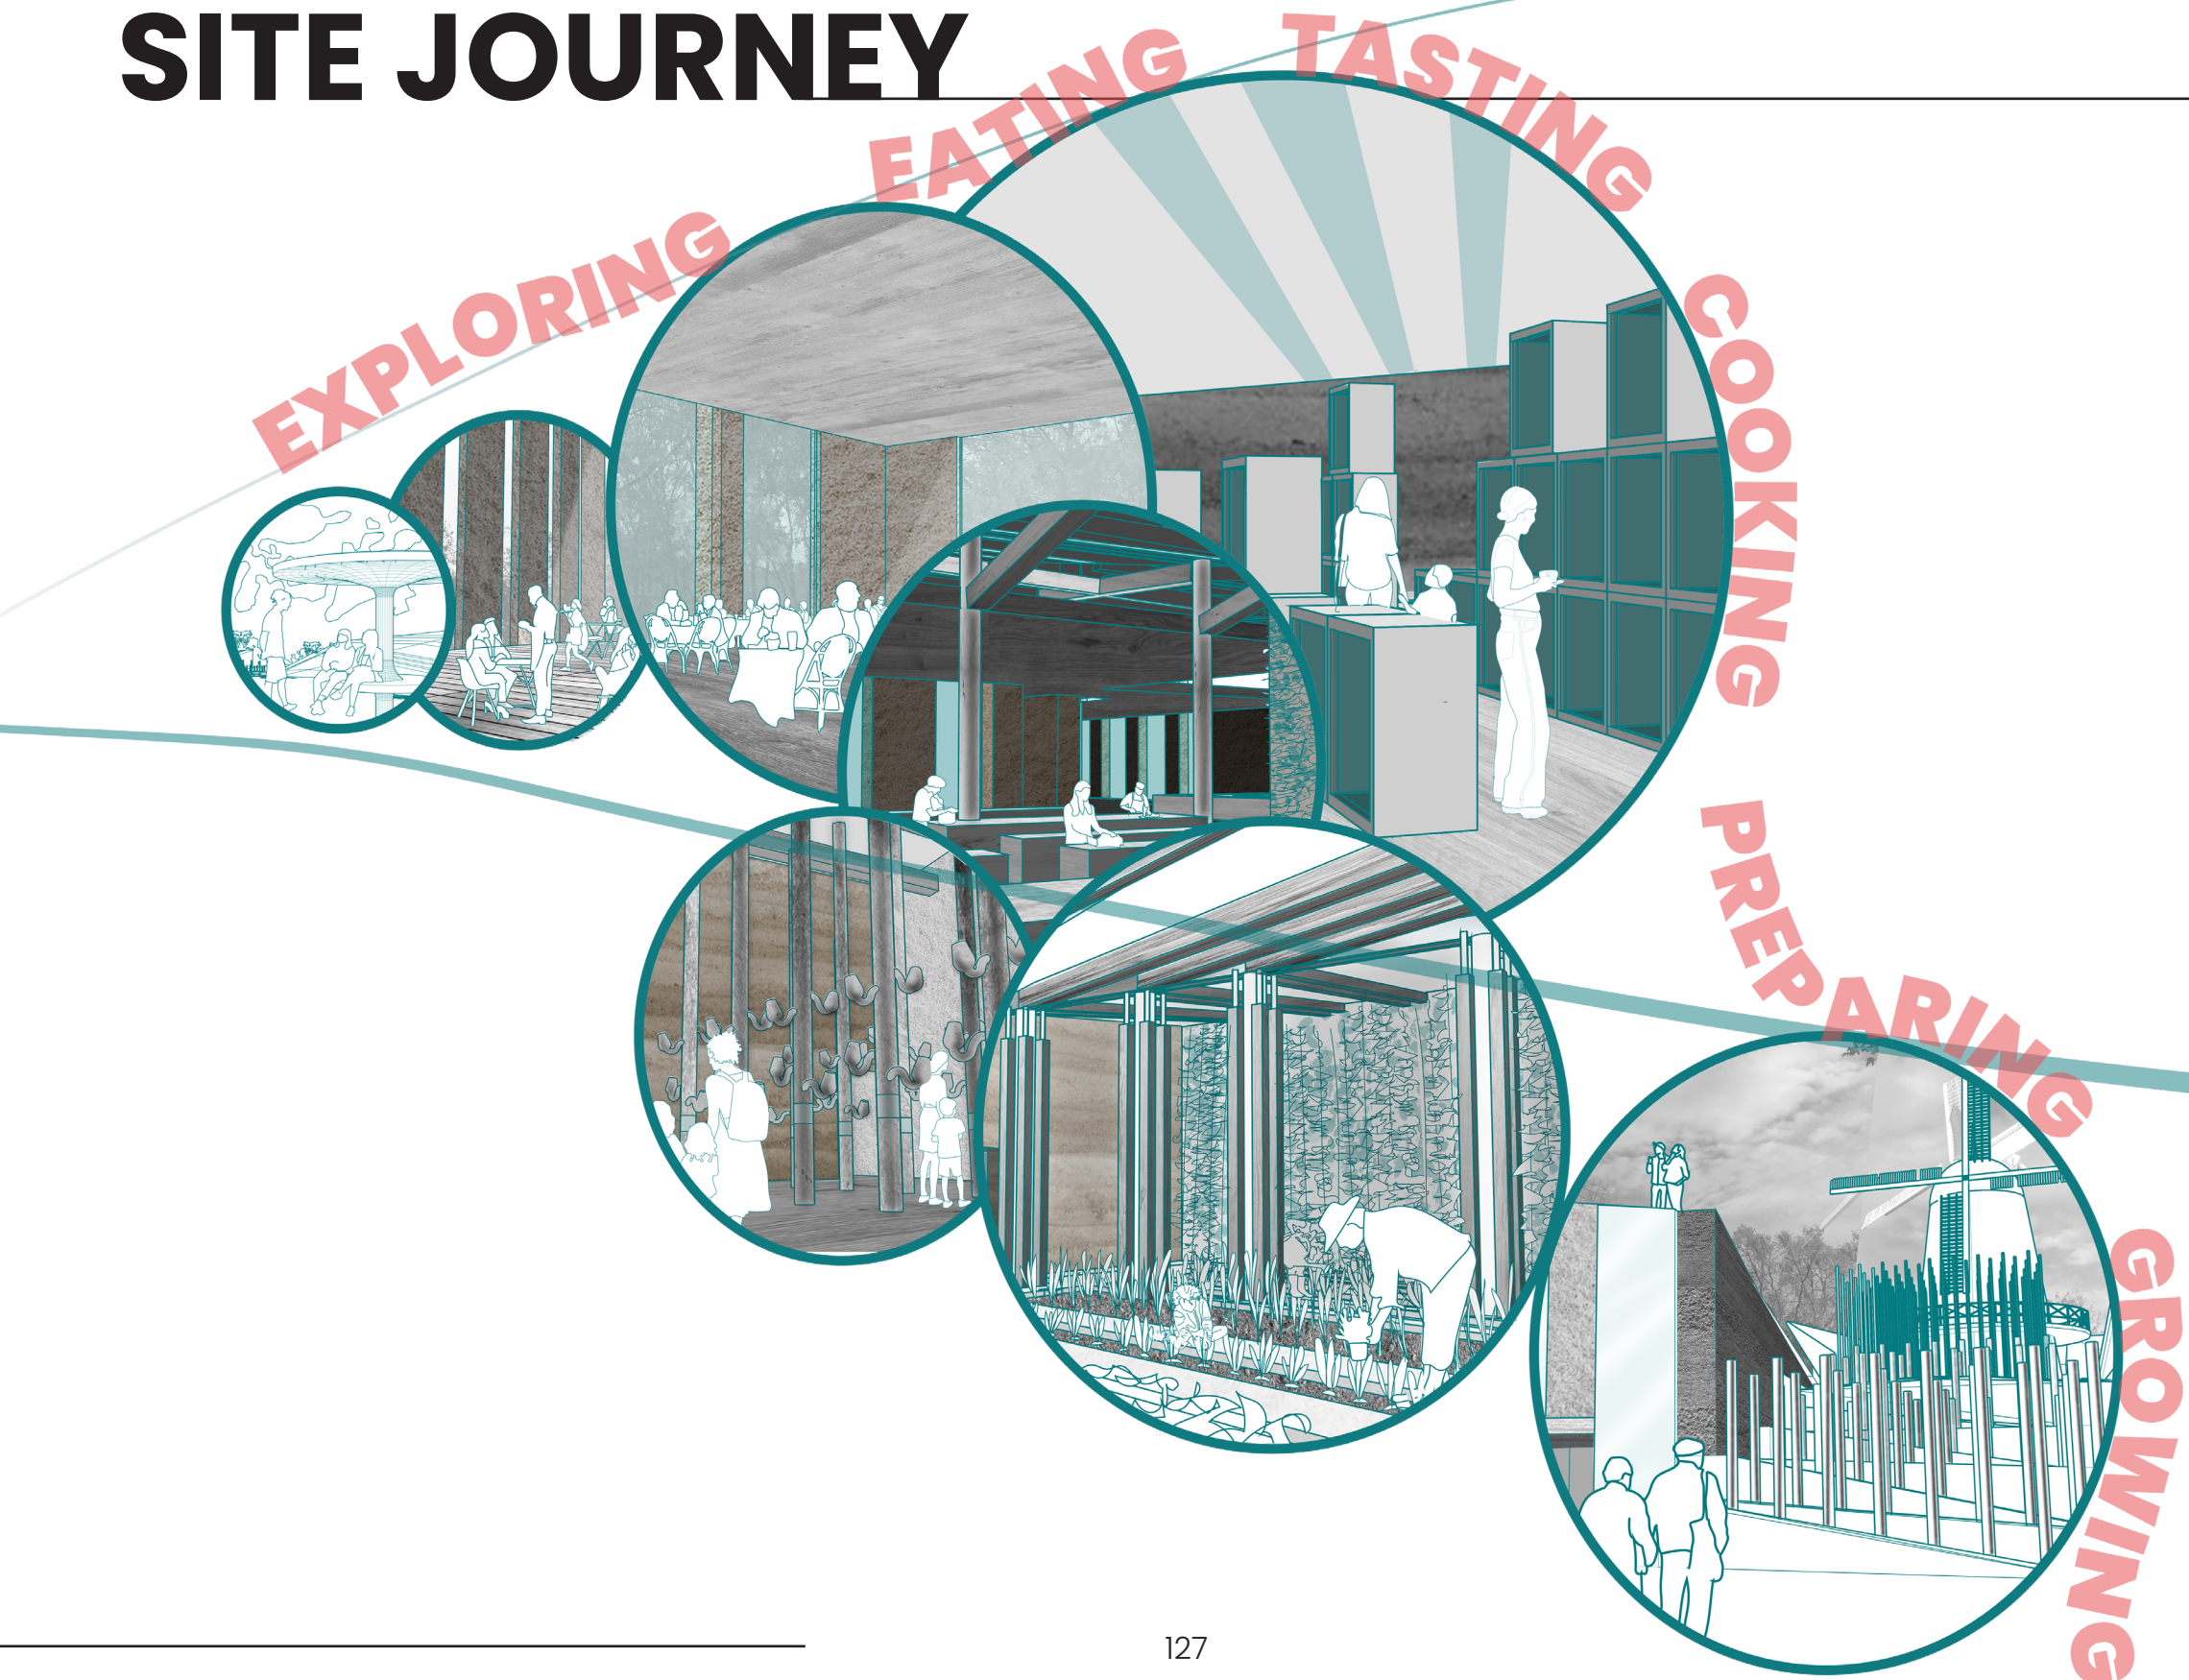 SITE JOURNEY
EXPLORING
EATING
TASTING
COOKING
PREPARING
GROWING
127